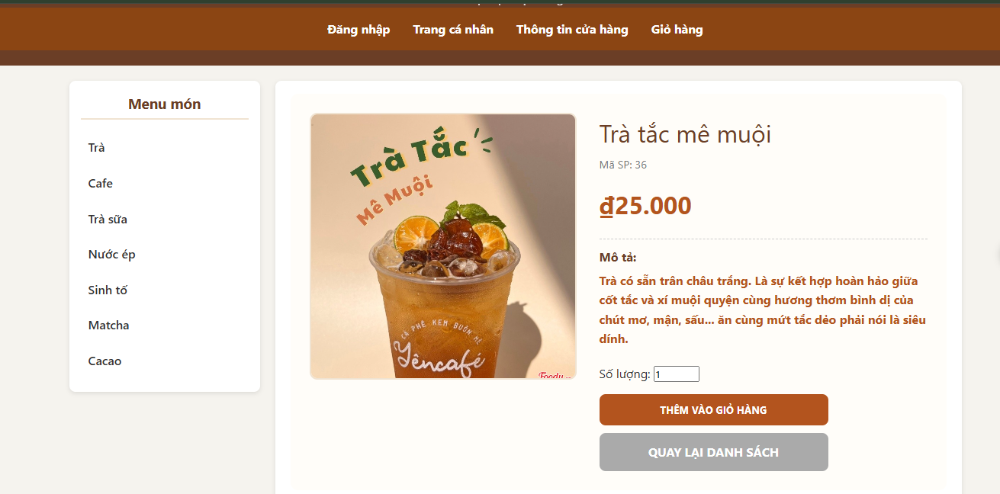 Đăng nhập Trang cá nhân Thông tin cửa hàng Giỏ hàng
Menu món
Trà
Cafe
Trà sữa
Nước ép
Sinh tố
Matcha
Cacao
Trà Tắc
Mê Muội
CÀ PHÊ KEM BUÔN MÊ
Yêncafé
Foody
Trà tắc mê muội
Mã SP: 36
₫25.000
Mô tả:
Trà có sẵn trân châu trắng. Là sự kết hợp hoàn hảo giữa
cốt tắc và xí muội quyện cùng hương thơm bình dị của
chút mơ, mận, sấu... ăn cùng mứt tắc dẻo phải nói là siêu
dính.
Số lượng: 1
THÊM VÀO GIỎ HÀNG
QUAY LẠI DANH SÁCH